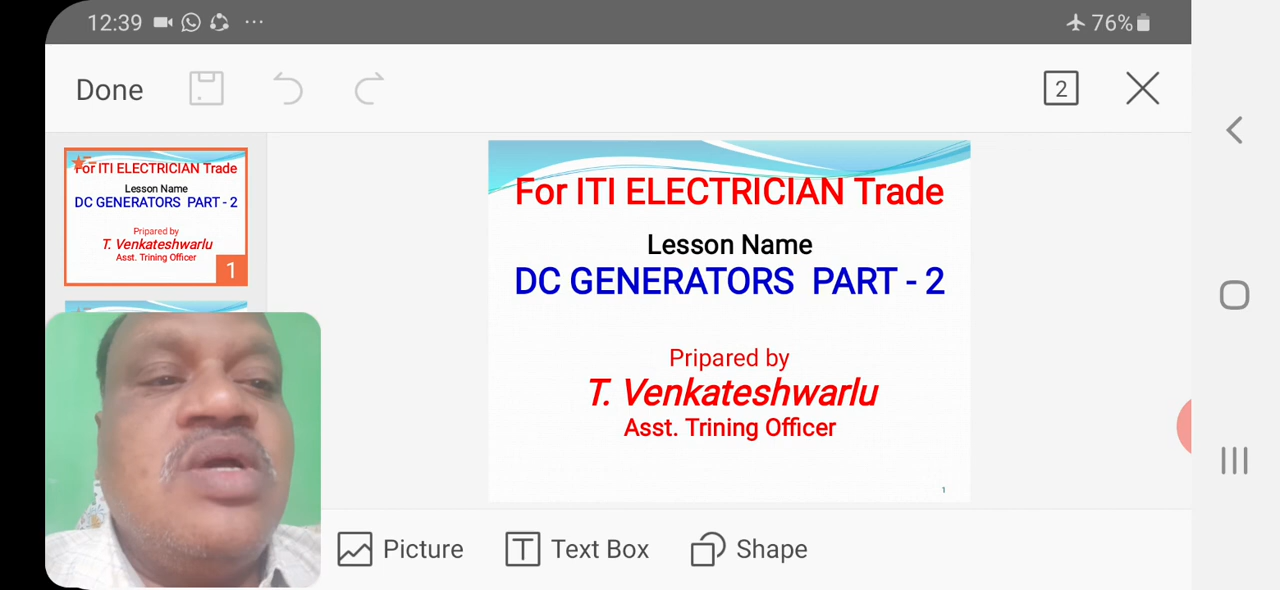 12:39
76%
Done
2
For ITI ELECTRICIAN Trade
Lesson Name
DC GENERATORS PART - 2
Pripared by
T. Venkateshwarlu
Asst. Trining Officer
1
For ITI ELECTRICIAN Trade
Lesson Name
DC GENERATORS PART - 2
Pripared by
T. Venkateshwarlu
Asst. Trining Officer
1
Picture
Text Box
Shape